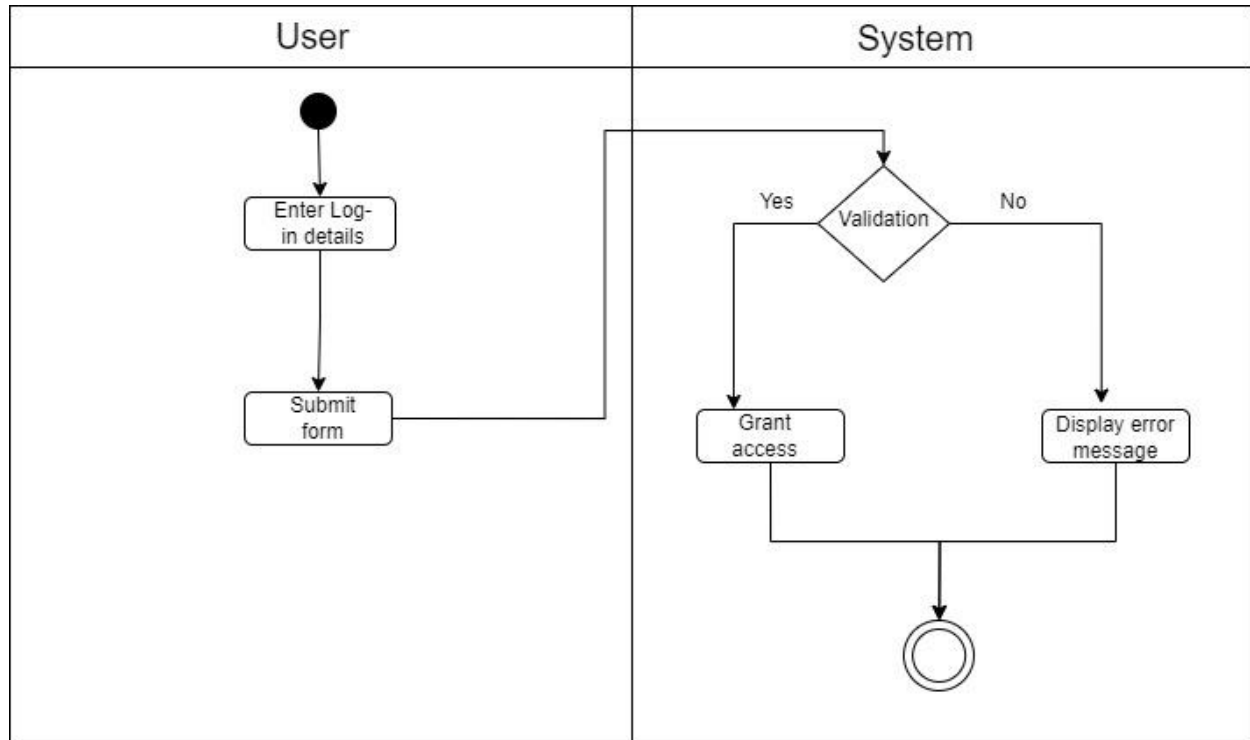 User
System
Enter Log-
in details
Yes
Validation
No
Submit
form
Grant
access
Display error
message